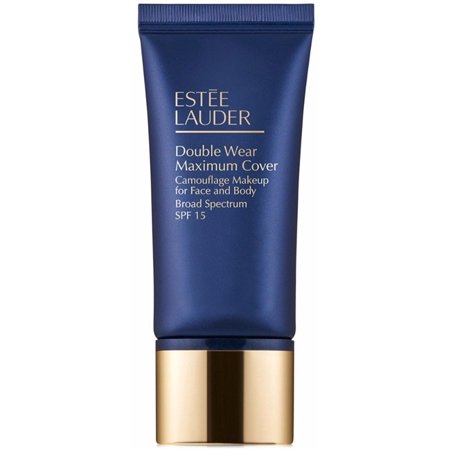 ESTĒE
LAUDER
Double Wear
Maximum Cover
Camouflage Makeup
for Face and Body
Broad Spectrum
SPF 15